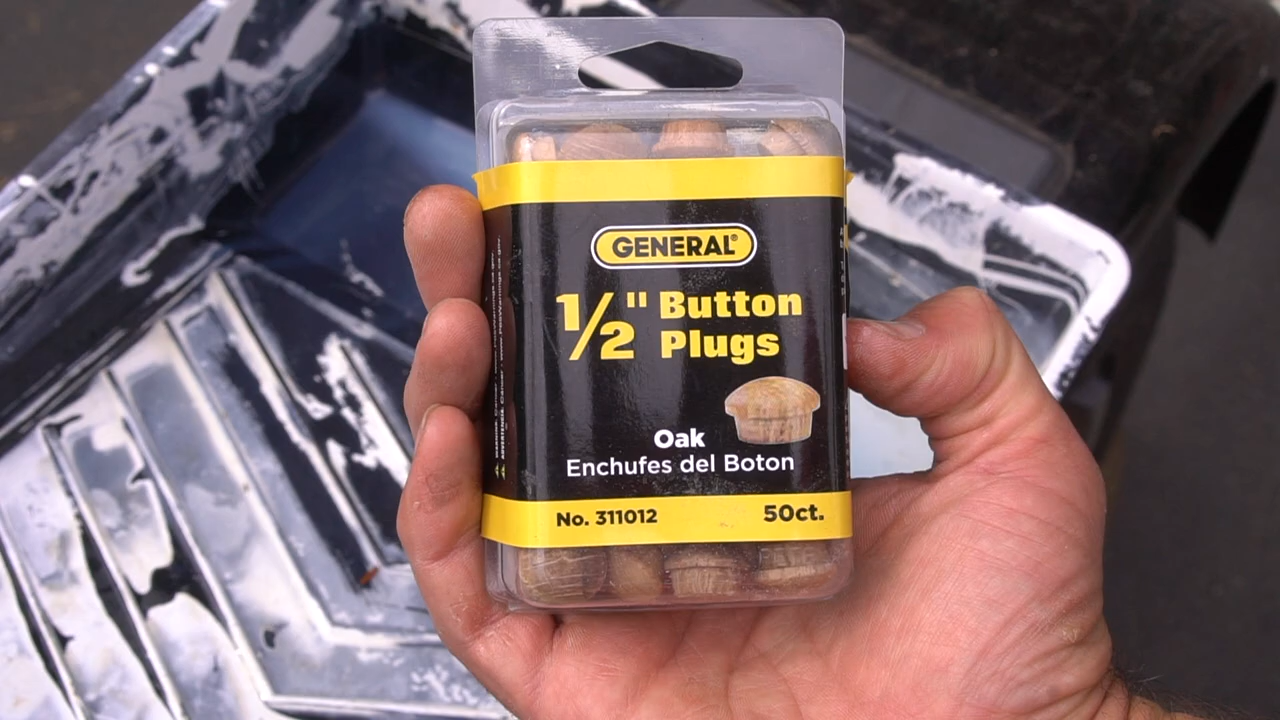 GENERAL®
1/2" Button
Plugs
Oak
Enchufes del Boton
No. 311012 50ct.